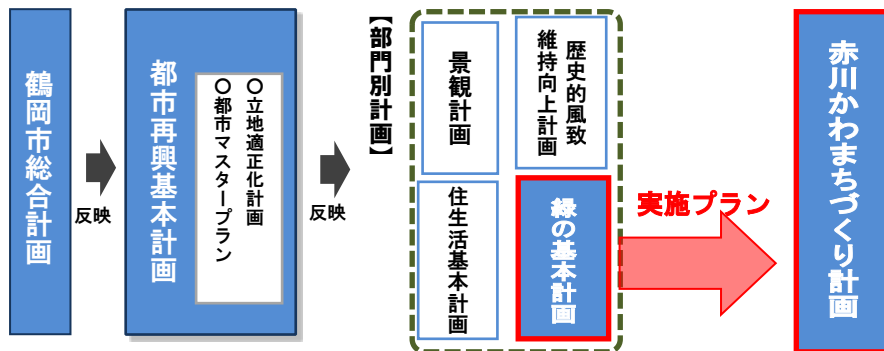 鶴岡市総合計画
反映
都市再興基本計画
〇立地適正化計画
〇都市マスタープラン
反映
【部門別計画】
景観計画
歴史的風致
維持向上計画
住生活基本計画
緑の基本計画
実施プラン
赤川かわまちづくり計画